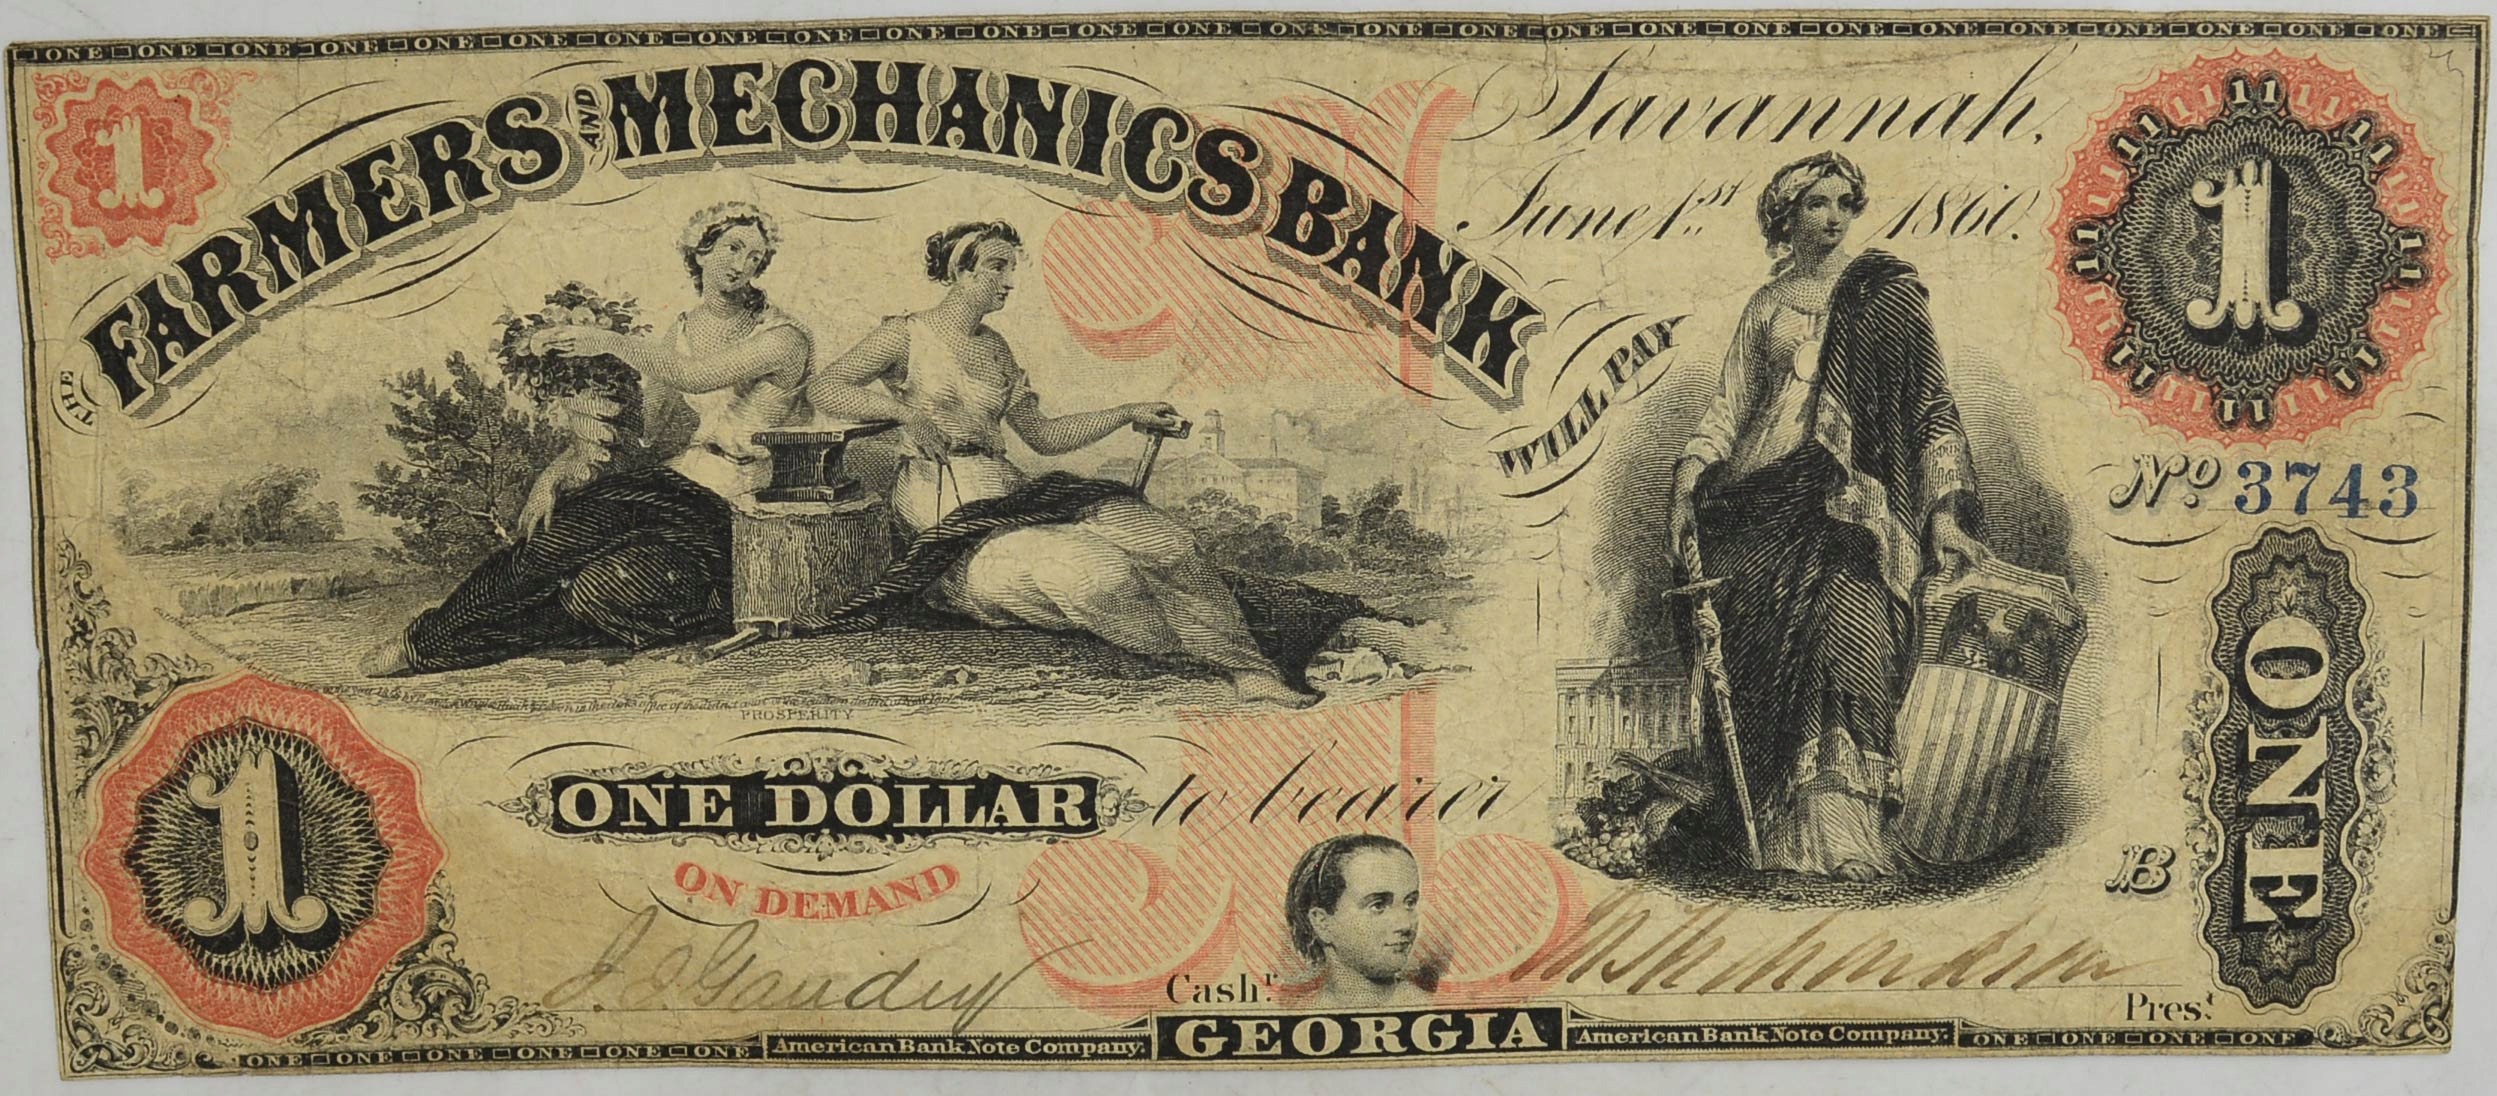 ONE ONE ONE ONE ONE ONE ONE ONE ONE ONE ONE ONE ONE ONE ONE ONE ONE ONE ONE ONE ONE ONE ONE ONE ONE ONE
1
THE FARMERS AND MECHANICS BANK
Savannah,
June 1st. 1860.
1
WILL PAY
No. 3743
PROSPERITY
ONE DOLLAR to bearer
ON DEMAND
1
B
ONE
Cashr.
Prest.
GEORGIA
American Bank Note Company.
American Bank Note Company.
ONE ONE ONE ONE ONE ONE ONE
ONE ONE ONE ONE